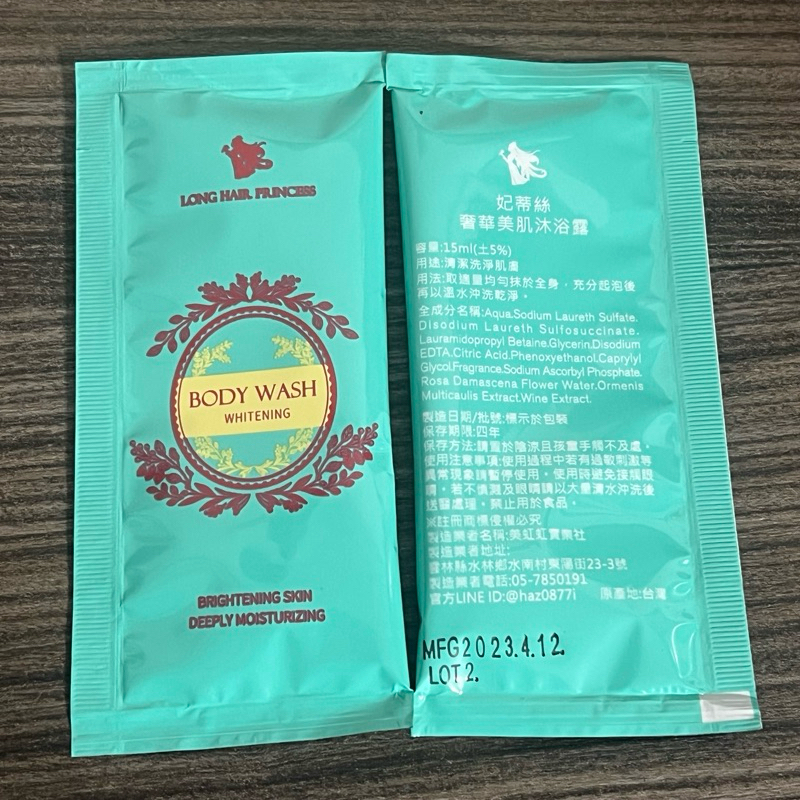 LONG HAIR PRINCESS
BODY WASH
WHITENING
BRIGHTENING SKIN
DEEPLY MOISTURIZING
妃蒂絲
奢華美肌沐浴露
容量:15ml(±5%)
用途:清潔洗淨肌膚
用法:取適量均勻抹於全身，充分起泡後
再以溫水沖洗乾淨。
全成分名稱:Aqua.Sodium Laureth Sulfate.
Disodium Laureth Sulfosuccinate.
Lauramidopropyl Betaine.Glycerin.Disodium
EDTA.Citric Acid.Phenoxyethanol.Caprylyl
Glycol.Fragrance.Sodium Ascorbyl Phosphate.
Rosa Damascena Flower Water.Ormenis
Multicaulis Extract.Wine Extract.
製造日期/批號:標示於包裝
保存期限:四年
保存方法:請置於陰涼且孩童手觸不及處。
使用注意事項:使用過程中若有過敏刺激等
異常現象請暫停使用。使用時避免接觸眼
睛，若不慎濺及眼睛請以大量清水沖洗後
送醫處理。禁止用於食品。
※註冊商標侵權必究
製造業者名稱:美虹虹實業社
製造業者地址:
雲林縣水林鄉水南村東陽街23-3號
製造業者電話:05-7850191
官方LINE ID:@haz0877i 原產地:台灣
MFG2023.4.12.
LOT2.